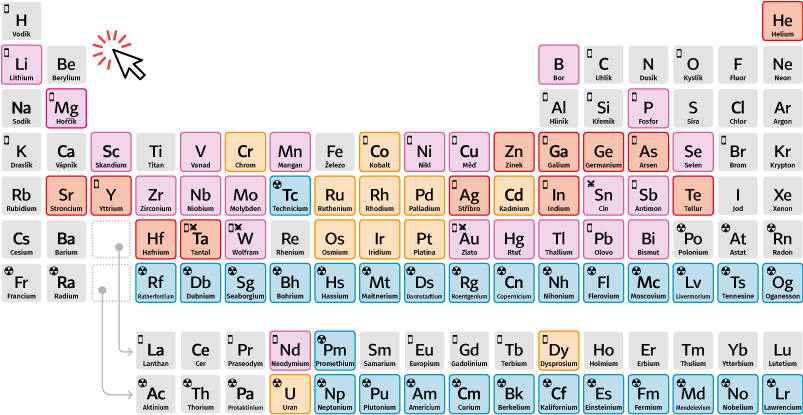 H He
Vodík Helium
Li Be B C N O F Ne
Lithium Berylium Bor Uhlík Dusík Kyslík Fluor Neon
Na Mg Al Si P S Cl Ar
Sodík Hořčík Hliník Křemík Fosfor Síra Chlor Argon
K Ca Sc Ti V Cr Mn Fe Co Ni Cu Zn Ga Ge As Se Br Kr
Draslík Vápník Skandium Titan Vanad Chrom Mangan Železo Kobalt Nikl Měď Zinek Galium Germanium Arsen Selen Brom Krypton
Rb Sr Y Zr Nb Mo Tc Ru Rh Pd Ag Cd In Sn Sb Te I Xe
Rubidium Stroncium Yttrium Zirconium Niobium Molybden Technicium Ruthenium Rhodium Palladium Stříbro Kadmium Indium Cín Antimon Tellur Jod Xenon
Cs Ba Hf Ta W Re Os Ir Pt Au Hg Tl Pb Bi Po At Rn
Cesium Barium Hafnium Tantal Wolfram Rhenium Osmium Iridium Platina Zlato Rtuť Thallium Olovo Bismut Polonium Astat Radon
Fr Ra Rf Db Sg Bh Hs Mt Ds Rg Cn Nh Fl Mc Lv Ts Og
Francium Radium Rutherfordium Dubnium Seaborgium Bohrium Hassium Maitnerium Darmstadtium Roentgenium Copernicium Nihonium Flerovium Moscovium Livermorium Tennesine Oganesson
La Ce Pr Nd Pm Sm Eu Gd Tb Dy Ho Er Tm Yb Lu
Lanthan Cer Praseodym Neodymium Promethium Samarium Europium Gadolinium Terbium Dysprosium Holmium Erbium Thulium Ytterbium Lutetium
Ac Th Pa U Np Pu Am Cm Bk Cf Es Fm Md No Lr
Aktinium Thorium Protaktinium Uran Neptunium Plutonium Americium Curium Berkelium Kalifornium Einsteinium Fermium Mendelevium Nobelium Lawrencium